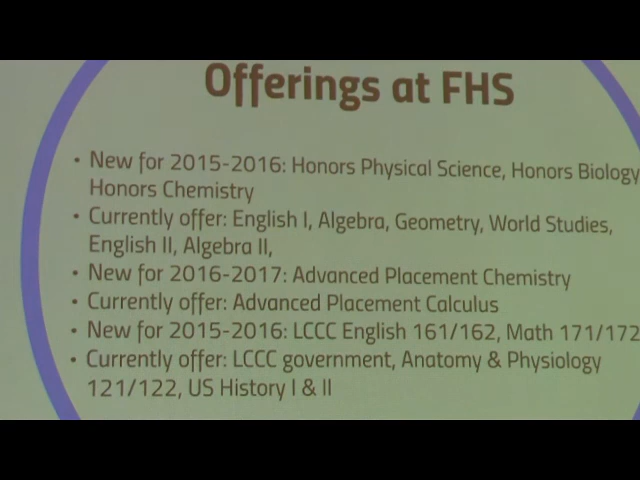 Offerings at FHS
• New for 2015-2016: Honors Physical Science, Honors Biology
Honors Chemistry
• Currently offer: English I, Algebra, Geometry, World Studies,
English II, Algebra II,
• New for 2016-2017: Advanced Placement Chemistry
• Currently offer: Advanced Placement Calculus
• New for 2015-2016: LCCC English 161/162, Math 171/172
• Currently offer: LCCC government, Anatomy & Physiology
121/122, US History I & II